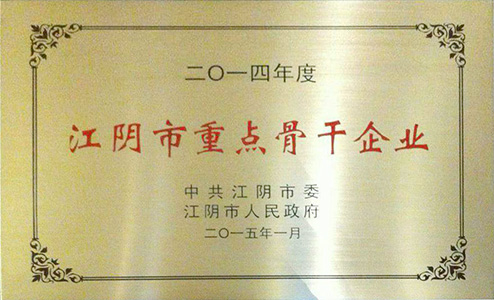 二〇一四年度
江阴市重点骨干企业
中共江阴市委
江阴市人民政府
二〇一五年一月